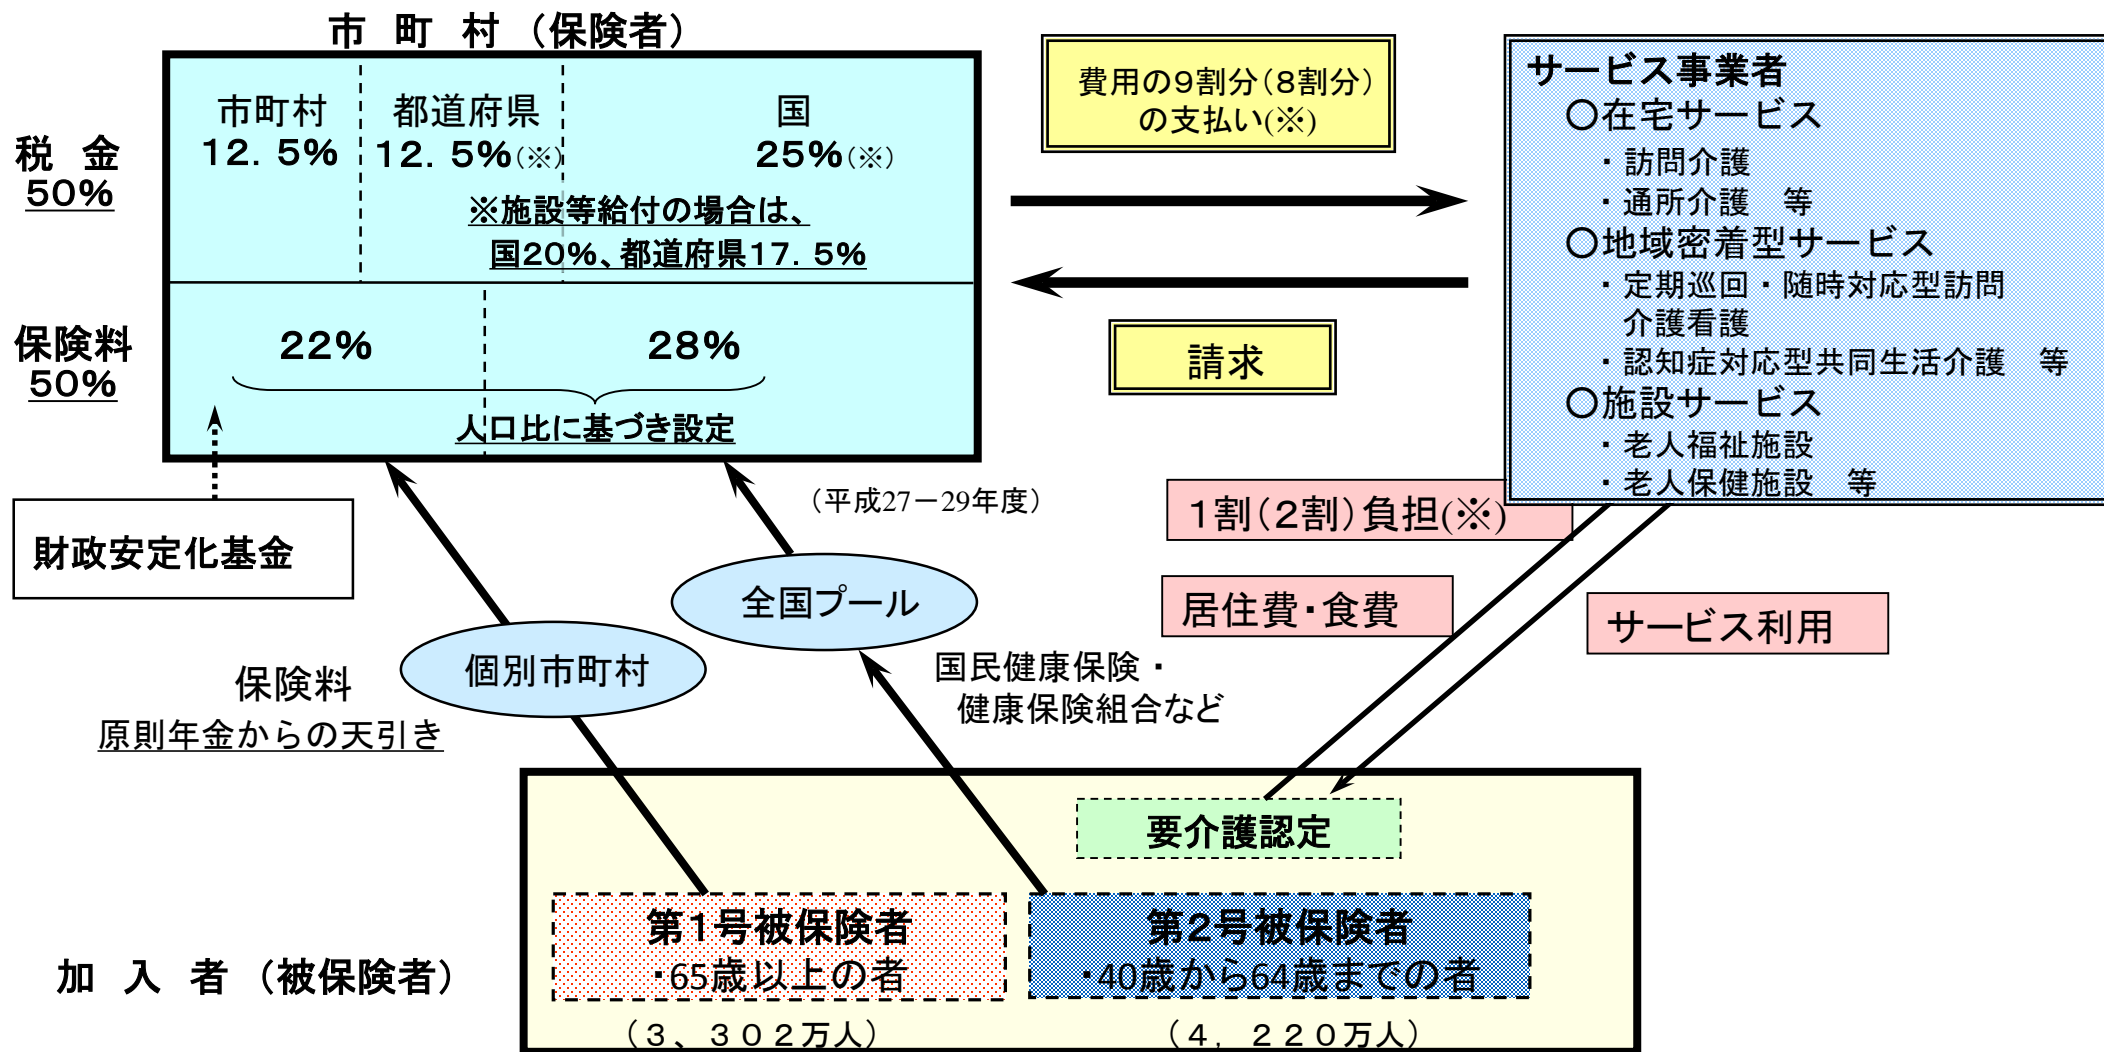 市 町 村 （保険者）
市町村
12．5％
都道府県
12．5％（※）
国
25％（※）
※施設等給付の場合は、
国20％、都道府県17．5％
税 金
50％
保険料
50％
22％
28％
人口比に基づき設定
費用の９割分（８割分）
の支払い(※)
請求
サービス事業者
○在宅サービス
・訪問介護
・通所介護　等
○地域密着型サービス
・定期巡回・随時対応型訪問
介護看護
・認知症対応型共同生活介護　等
○施設サービス
・老人福祉施設
・老人保健施設　等
財政安定化基金
（平成27－29年度）
１割（２割）負担(※)
居住費・食費
サービス利用
全国プール
個別市町村
保険料
原則年金からの天引き
国民健康保険・
健康保険組合など
要介護認定
第１号被保険者
・65歳以上の者
第２号被保険者
・40歳から64歳までの者
加 入 者 （被保険者）
（３、３０２万人）
（４，２２０万人）